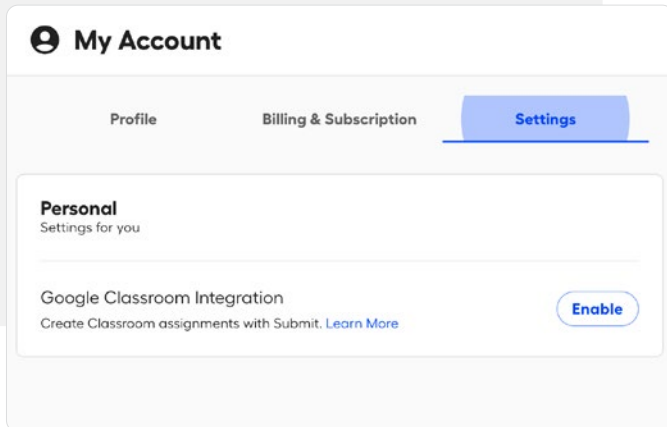 My Account
Profile Billing & Subscription Settings
Personal
Settings for you
Google Classroom Integration
Create Classroom assignments with Submit. Learn More
Enable